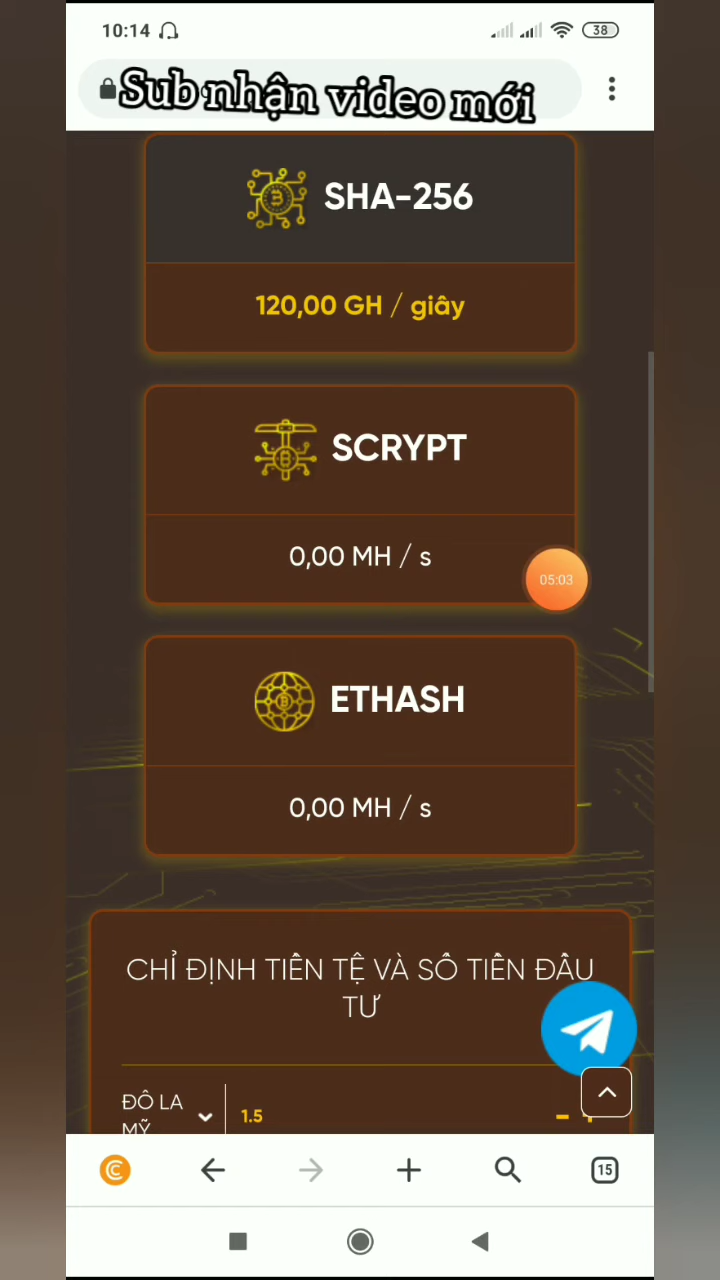 10:14
38
Sub nhận video mới
SHA-256
120,00 GH / giây
SCRYPT
0,00 MH / s
05:03
ETHASH
0,00 MH / s
CHỈ ĐỊNH TIỀN TỆ VÀ SỐ TIỀN ĐẦU
TƯ
ĐÔ LA
MỸ
1.5
15